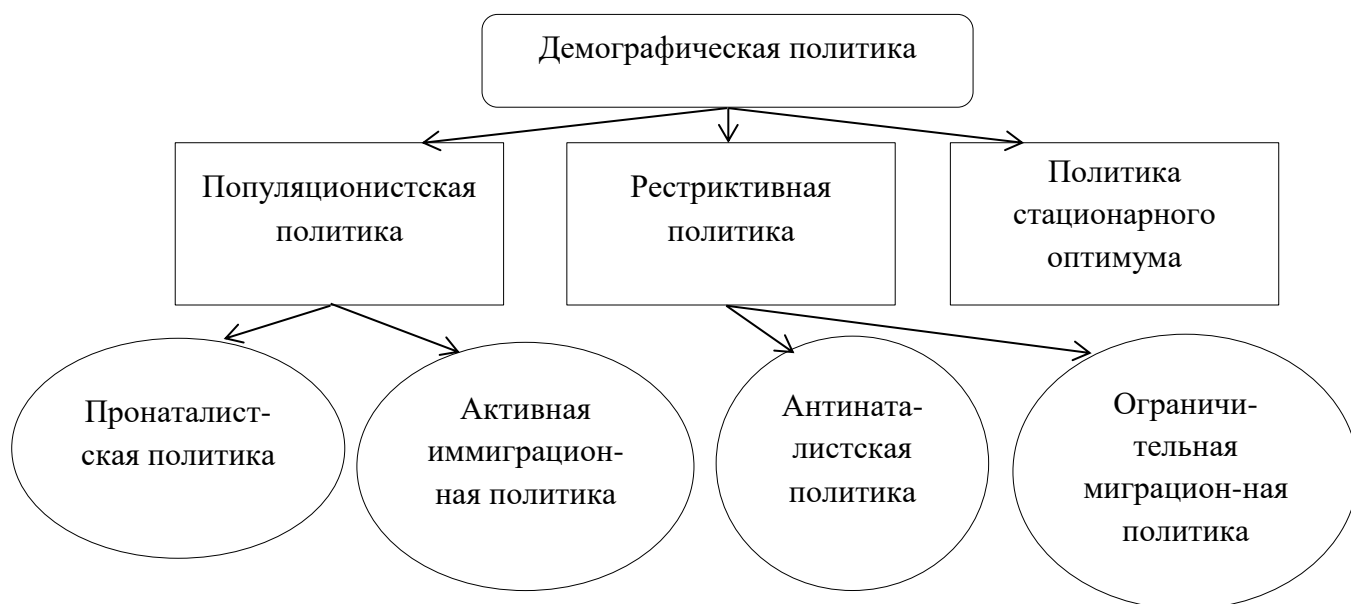 Демографическая политика
Популяционистская
политика
Рестриктивная
политика
Политика
стационарного
оптимума
Пронаталист-
ская политика
Активная
иммиграцион-
ная политика
Антината-
листская
политика
Ограничи-
тельная
миграцион-ная
политика